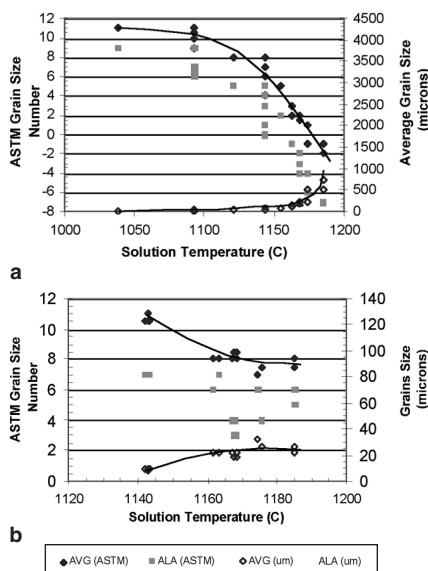 12
10
8
6
4
2
0
-2
-4
-6
-8
ASTM Grain Size
Number
4500
4000
3500
3000
2500
2000
1500
1000
500
0
Average Grain Size
(microns)
1000 1050 1100 1150 1200
Solution Temperature (C)
a
12
10
8
6
4
2
0
ASTM Grain Size
Number
140
120
100
80
60
40
20
0
Grains Size
(microns)
1120 1140 1160 1180 1200
Solution Temperature (C)
b
AVG (ASTM) ALA (ASTM) AVG (um) ALA (um)